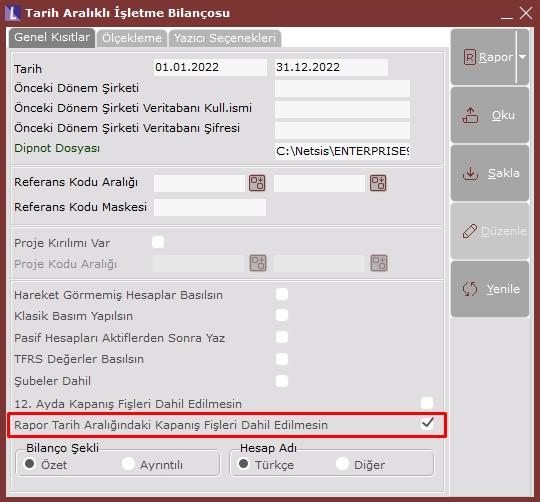 Tarih Aralıklı İşletme Bilançosu
Genel Kısıtlar Ölçekleme Yazıcı Seçenekleri
Tarih 01.01.2022 31.12.2022
Önceki Dönem Şirketi
Önceki Dönem Şirketi Veritabanı Kull.ismi
Önceki Dönem Şirketi Veritabanı Şifresi
Dipnot Dosyası C:\Netsis\ENTERPRISE9
Referans Kodu Aralığı
Referans Kodu Maskesi
Proje Kırılımı Var
Proje Kodu Aralığı
Hareket Görmemiş Hesaplar Basılsın
Klasik Basım Yapılsın
Pasif Hesapları Aktiflerden Sonra Yaz
TFRS Değerler Basılsın
Şubeler Dahil
12. Ayda Kapanış Fişleri Dahil Edilmesin
Rapor Tarih Aralığındaki Kapanış Fişleri Dahil Edilmesin
Bilanço Şekli
Özet Ayrıntılı
Hesap Adı
Türkçe Diğer
Rapor
Oku
Sakla
Düzenle
Yenile